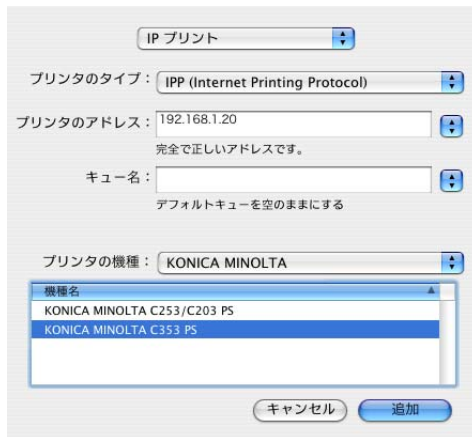 IP プリント
プリンタのタイプ： IPP (Internet Printing Protocol)
プリンタのアドレス： 192.168.1.20
完全で正しいアドレスです。
キュー名：
デフォルトキューを空のままにする
プリンタの機種： KONICA MINOLTA
機種名
KONICA MINOLTA C253/C203 PS
KONICA MINOLTA C353 PS
キャンセル 追加